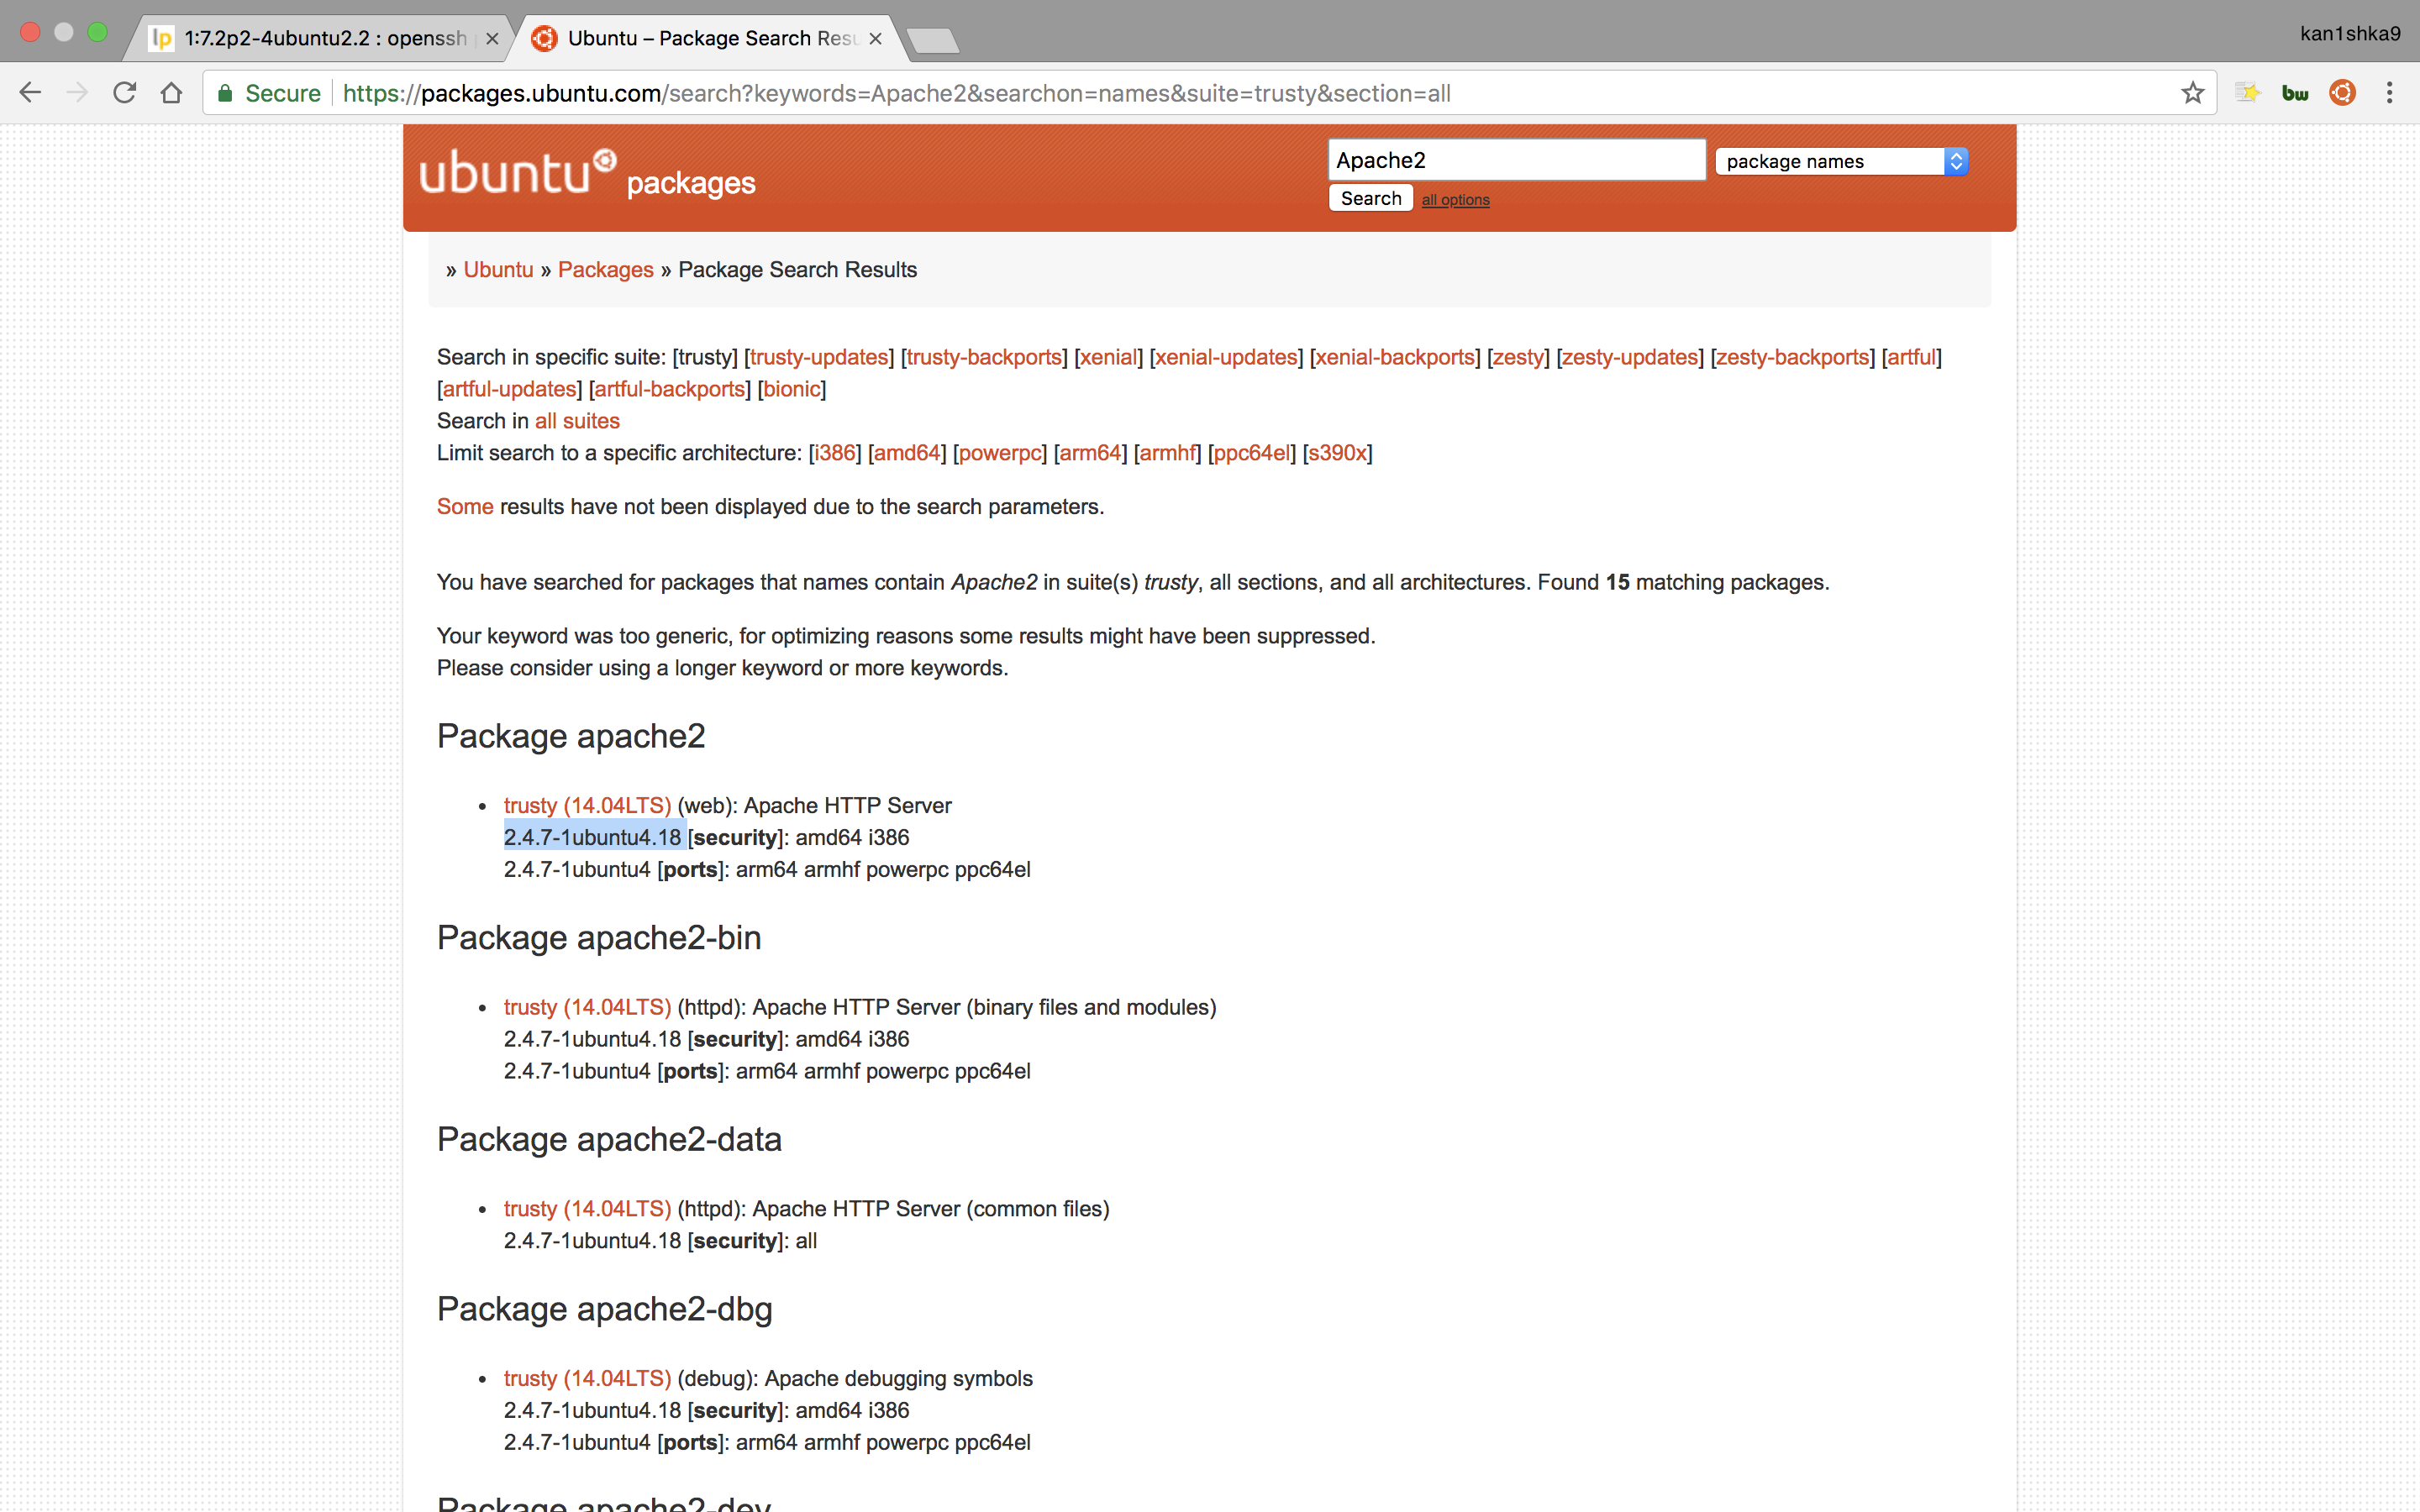 lp 1:7.2p2-4ubuntu2.2 : openssh
Ubuntu – Package Search Resu
kan1shka9
Secure https://packages.ubuntu.com/search?keywords=Apache2&searchon=names&suite=trusty&section=all
bw
ubuntu packages
Apache2 package names
Search all options
» Ubuntu » Packages » Package Search Results
Search in specific suite: [trusty] [trusty-updates] [trusty-backports] [xenial] [xenial-updates] [xenial-backports] [zesty] [zesty-updates] [zesty-backports] [artful]
[artful-updates] [artful-backports] [bionic]
Search in all suites
Limit search to a specific architecture: [i386] [amd64] [powerpc] [arm64] [armhf] [ppc64el] [s390x]
Some results have not been displayed due to the search parameters.
You have searched for packages that names contain Apache2 in suite(s) trusty, all sections, and all architectures. Found 15 matching packages.
Your keyword was too generic, for optimizing reasons some results might have been suppressed.
Please consider using a longer keyword or more keywords.
Package apache2
• trusty (14.04LTS) (web): Apache HTTP Server
2.4.7-1ubuntu4.18 [security]: amd64 i386
2.4.7-1ubuntu4 [ports]: arm64 armhf powerpc ppc64el
Package apache2-bin
• trusty (14.04LTS) (httpd): Apache HTTP Server (binary files and modules)
2.4.7-1ubuntu4.18 [security]: amd64 i386
2.4.7-1ubuntu4 [ports]: arm64 armhf powerpc ppc64el
Package apache2-data
• trusty (14.04LTS) (httpd): Apache HTTP Server (common files)
2.4.7-1ubuntu4.18 [security]: all
Package apache2-dbg
• trusty (14.04LTS) (debug): Apache debugging symbols
2.4.7-1ubuntu4.18 [security]: amd64 i386
2.4.7-1ubuntu4 [ports]: arm64 armhf powerpc ppc64el
Package apache2-dev